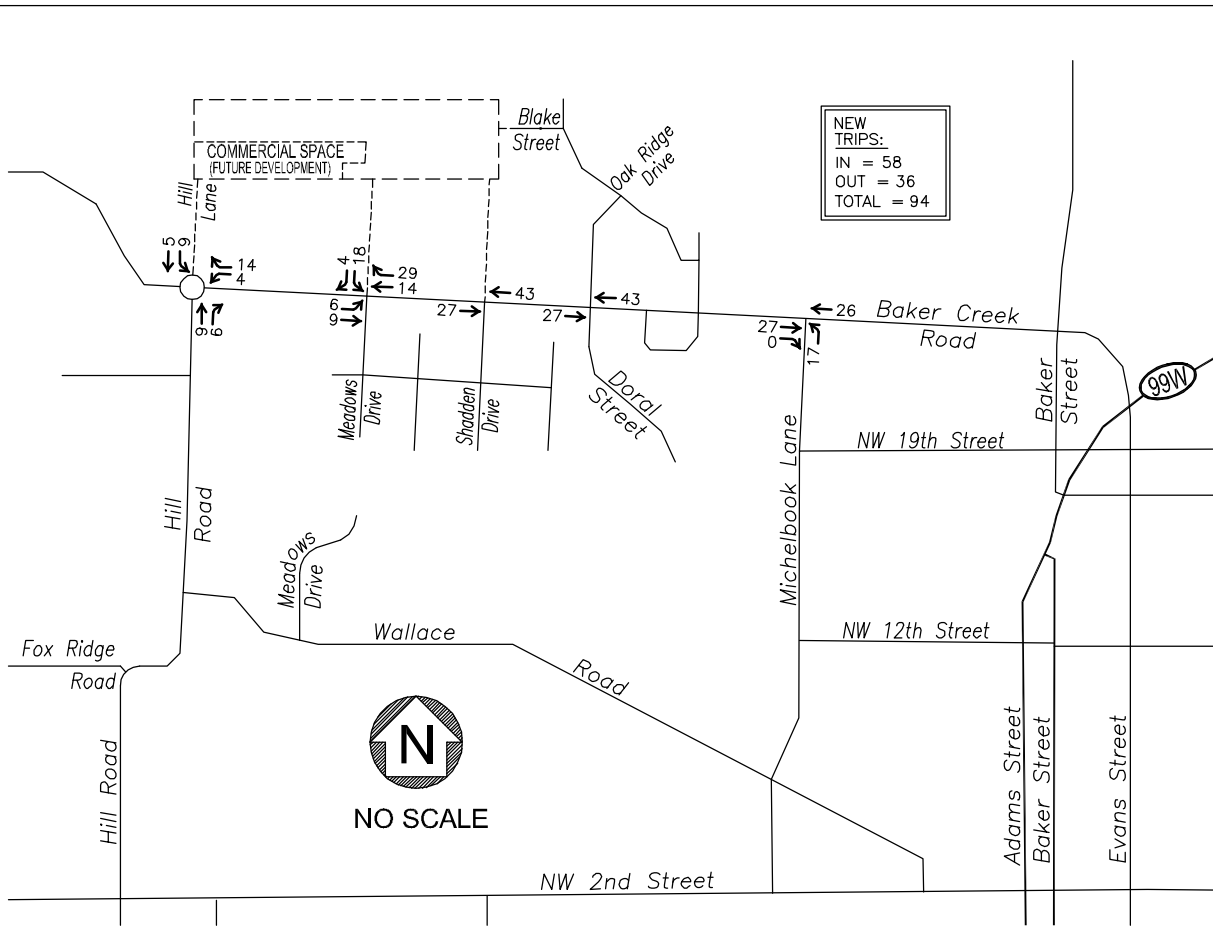 Blake
Street
Oak Ridge
Drive
NEW
TRIPS:
IN = 58
OUT = 36
TOTAL = 94
COMMERCIAL SPACE
(FUTURE DEVELOPMENT)
Hill
Lane
5
9
14
4
9
6
4
18
29
14
6
9
43
27
43
27
26
27
0
17
Baker Creek
Road
Meadows
Drive
Shadden
Drive
Doral
Street
Baker
Street
99W
NW 19th Street
Michelbook Lane
Hill
Road
Meadows
Drive
Wallace
Road
NW 12th Street
Fox Ridge
Road
N
NO SCALE
Hill Road
Adams Street
Baker Street
Evans Street
NW 2nd Street